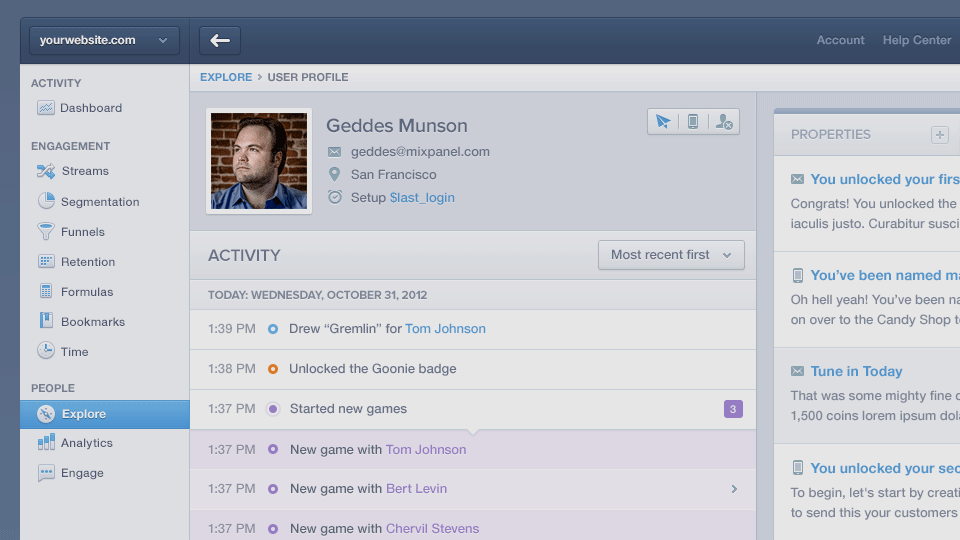 yourwebsite.com
Account Help Center
ACTIVITY
Dashboard
ENGAGEMENT
Streams
Segmentation
Funnels
Retention
Formulas
Bookmarks
Time
PEOPLE
Explore
Analytics
Engage
EXPLORE > USER PROFILE
Geddes Munson
geddes@mixpanel.com
San Francisco
Setup $last_login
ACTIVITY
Most recent first
TODAY: WEDNESDAY, OCTOBER 31, 2012
1:39 PM Drew “Gremlin” for Tom Johnson
1:38 PM Unlocked the Goonie badge
1:37 PM Started new games 3
1:37 PM New game with Tom Johnson
1:37 PM New game with Bert Levin
1:37 PM New game with Chervil Stevens
PROPERTIES
You unlocked your firs
Congrats! You unlocked the
iaculis justo. Curabitur susci
You’ve been named ma
Oh hell yeah! You’ve been na
on over to the Candy Shop to
Tune in Today
That was some mighty fine
1,500 coins lorem ipsum dol
You unlocked your sec
To begin, let's start by creati
to send this your customers